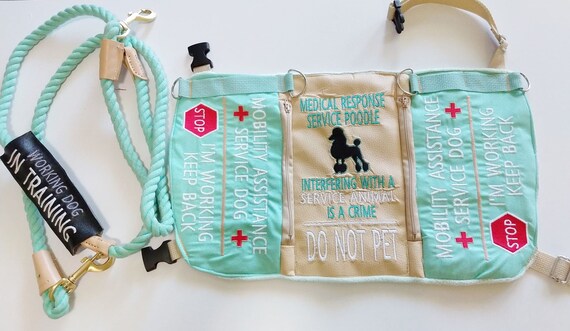 WORKING DOG
IN TRAINING
STOP
I'M WORKING
KEEP BACK
MOBILITY ASSISTANCE
SERVICE DOG
MEDICAL RESPONSE
SERVICE POODLE
INTERFERING WITH A
SERVICE ANIMAL
IS A CRIME
DO NOT PET
MOBILITY ASSISTANCE
SERVICE DOG
I'M WORKING
KEEP BACK
STOP